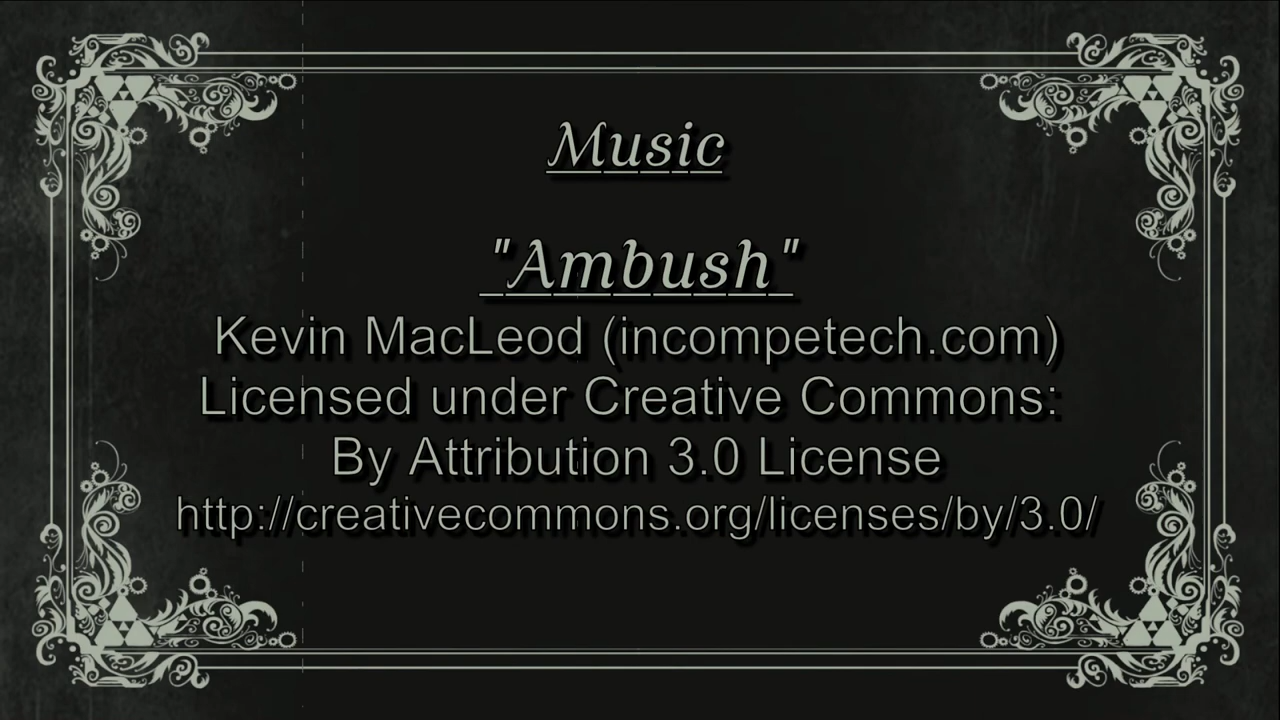 Music
"Ambush"
Kevin MacLeod (incompetech.com)
Licensed under Creative Commons:
By Attribution 3.0 License
http://creativecommons.org/licenses/by/3.0/